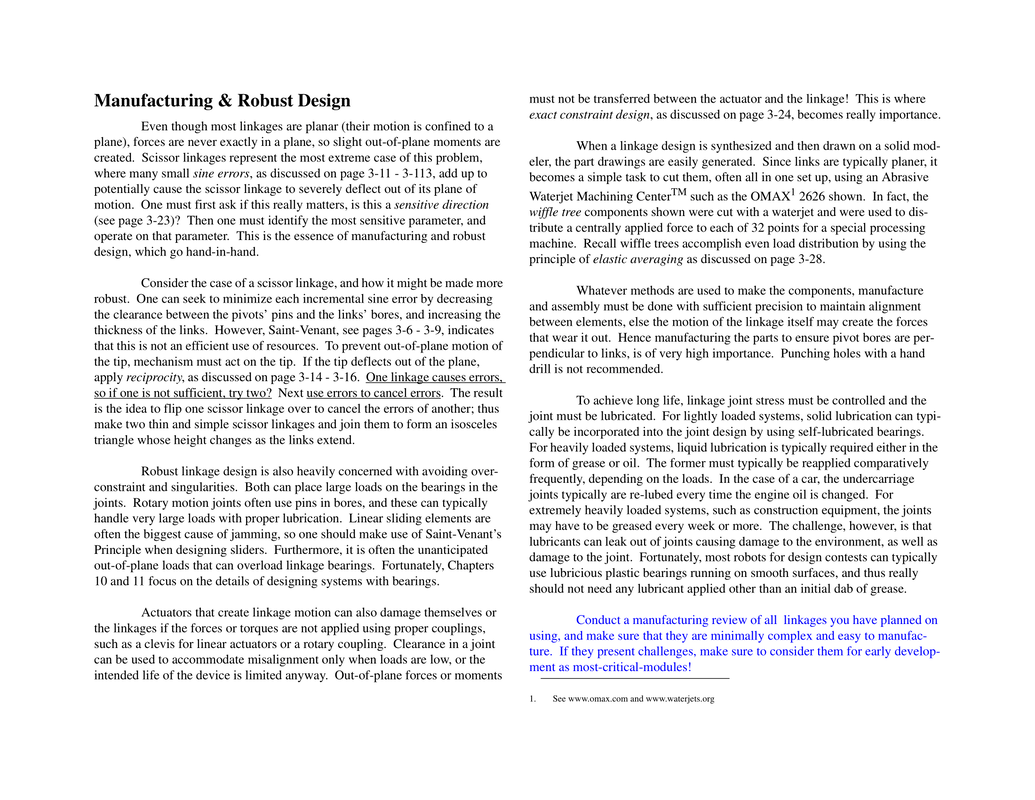 Manufacturing & Robust Design
Even though most linkages are planar (their motion is confined to a
plane), forces are never exactly in a plane, so slight out-of-plane moments are
created.  Scissor linkages represent the most extreme case of this problem,
where many small sine errors, as discussed on page 3-11 - 3-113, add up to
potentially cause the scissor linkage to severely deflect out of its plane of
motion.  One must first ask if this really matters, is this a sensitive direction
(see page 3-23)?  Then one must identify the most sensitive parameter, and
operate on that parameter.  This is the essence of manufacturing and robust
design, which go hand-in-hand.
Consider the case of a scissor linkage, and how it might be made more
robust.  One can seek to minimize each incremental sine error by decreasing
the clearance between the pivots’ pins and the links’ bores, and increasing the
thickness of the links.  However, Saint-Venant, see pages 3-6 - 3-9, indicates
that this is not an efficient use of resources.  To prevent out-of-plane motion of
the tip, mechanism must act on the tip.  If the tip deflects out of the plane,
apply reciprocity, as discussed on page 3-14 - 3-16.  One linkage causes errors,
so if one is not sufficient, try two?  Next use errors to cancel errors.  The result
is the idea to flip one scissor linkage over to cancel the errors of another; thus
make two thin and simple scissor linkages and join them to form an isosceles
triangle whose height changes as the links extend.
Robust linkage design is also heavily concerned with avoiding over-
constraint and singularities.  Both can place large loads on the bearings in the
joints.  Rotary motion joints often use pins in bores, and these can typically
handle very large loads with proper lubrication.  Linear sliding elements are
often the biggest cause of jamming, so one should make use of Saint-Venant’s
Principle when designing sliders.  Furthermore, it is often the unanticipated
out-of-plane loads that can overload linkage bearings.  Fortunately, Chapters
10 and 11 focus on the details of designing systems with bearings.
Actuators that create linkage motion can also damage themselves or
the linkages if the forces or torques are not applied using proper couplings,
such as a clevis for linear actuators or a rotary coupling.  Clearance in a joint
can be used to accommodate misalignment only when loads are low, or the
intended life of the device is limited anyway.  Out-of-plane forces or moments
must not be transferred between the actuator and the linkage!  This is where
exact constraint design, as discussed on page 3-24, becomes really importance.
When a linkage design is synthesized and then drawn on a solid mod-
eler, the part drawings are easily generated.  Since links are typically planer, it
becomes a simple task to cut them, often all in one set up, using an Abrasive
Waterjet Machining Center™ such as the OMAX¹ 2626 shown.  In fact, the
wiffle tree components shown were cut with a waterjet and were used to dis-
tribute a centrally applied force to each of 32 points for a special processing
machine.  Recall wiffle trees accomplish even load distribution by using the
principle of elastic averaging as discussed on page 3-28.
Whatever methods are used to make the components, manufacture
and assembly must be done with sufficient precision to maintain alignment
between elements, else the motion of the linkage itself may create the forces
that wear it out.  Hence manufacturing the parts to ensure pivot bores are per-
pendicular to links, is of very high importance.  Punching holes with a hand
drill is not recommended.
To achieve long life, linkage joint stress must be controlled and the
joint must be lubricated.  For lightly loaded systems, solid lubrication can typi-
cally be incorporated into the joint design by using self-lubricated bearings.
For heavily loaded systems, liquid lubrication is typically required either in the
form of grease or oil.  The former must typically be reapplied comparatively
frequently, depending on the loads.  In the case of a car, the undercarriage
joints typically are re-lubed every time the engine oil is changed.  For
extremely heavily loaded systems, such as construction equipment, the joints
may have to be greased every week or more.  The challenge, however, is that
lubricants can leak out of joints causing damage to the environment, as well as
damage to the joint.  Fortunately, most robots for design contests can typically
use lubricious plastic bearings running on smooth surfaces, and thus really
should not need any lubricant applied other than an initial dab of grease.
Conduct a manufacturing review of all  linkages you have planned on
using, and make sure that they are minimally complex and easy to manufac-
ture.  If they present challenges, make sure to consider them for early develop-
ment as most-critical-modules!
1. See www.omax.com and www.waterjets.org